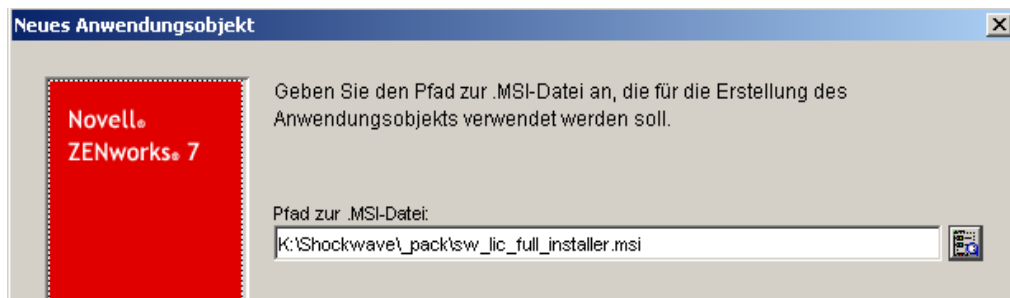 Neues Anwendungsobjekt
Novell®
ZENworks® 7
Geben Sie den Pfad zur .MSI-Datei an, die für die Erstellung des
Anwendungsobjekts verwendet werden soll.
Pfad zur .MSI-Datei:
K:\Shockwave\_pack\sw_lic_full_installer.msi